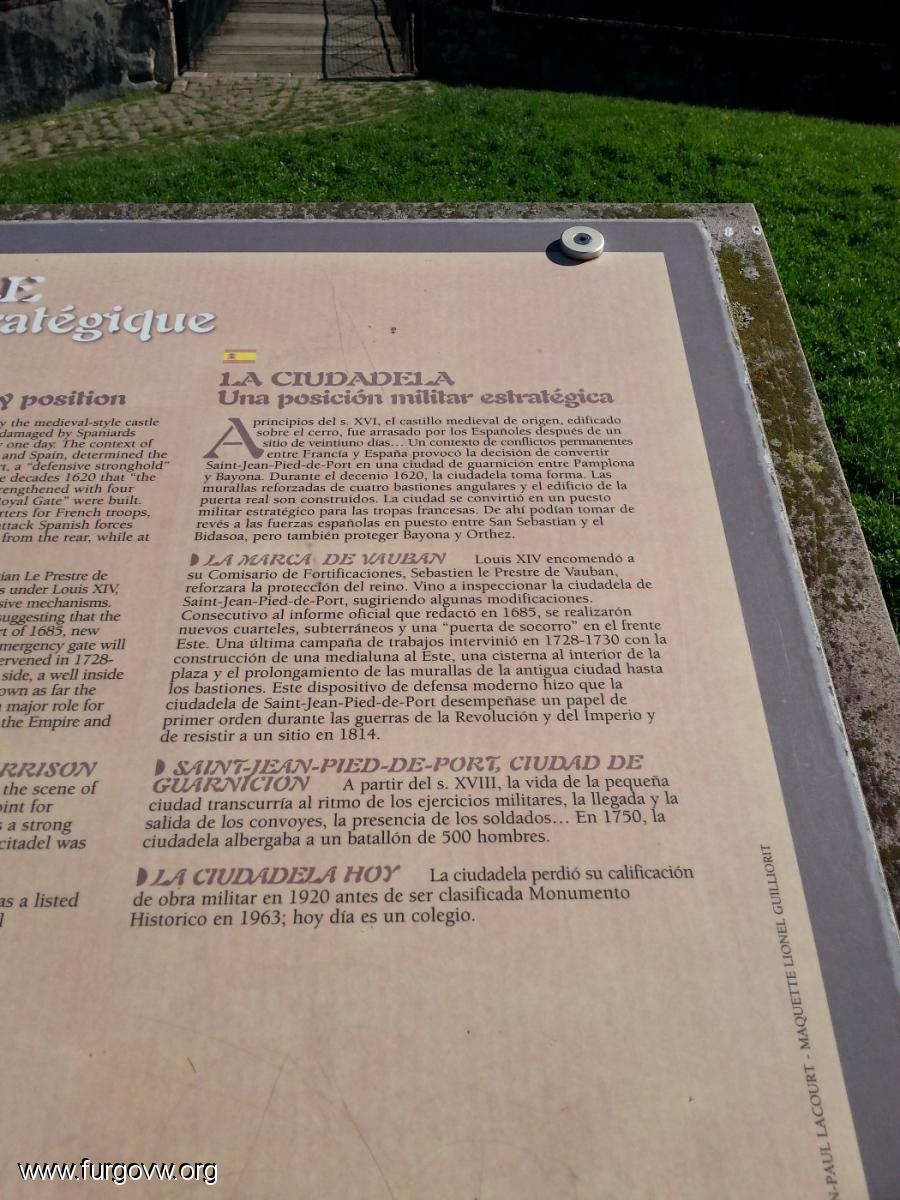 E
atégique
y position
y the medieval-style castle
damaged by Spaniards
one day. The context of
and Spain, determined the
rt, a “defensive stronghold”
e decades 1620 that “the
rengthened with four
oyal Gate” were built.
rters for French troops,
ttack Spanish forces
from the rear, while at
ian Le Prestre de
s under Louis XIV,
sive mechanisms.
suggesting that the
rt of 1685, new
mergency gate will
ervened in 1728-
side, a well inside
own as far the
major role for
the Empire and
RRISON
the scene of
oint for
s a strong
citadel was
as a listed
LA CIUDADELA
Una posición militar estratégica
A principios del s. XVI, el castillo medieval de origen, edificado
sobre el cerro, fue arrasado por los Españoles después de un
sitio de veintiuno días... Un contexto de conflictos permanentes
entre Francia y España provocó la decisión de convertir
Saint-Jean-Pied-de-Port en una ciudad de guarnición entre Pamplona
y Bayona. Durante el decenio 1620, la ciudadela toma forma. Las
murallas reforzadas de cuatro bastiones angulares y el edificio de la
puerta real son construidos. La ciudad se convirtió en un puesto
militar estratégico para las tropas francesas. De ahí podían tomar de
revés a las fuerzas españolas en puesto entre San Sebastian y el
Bidasoa, pero también proteger Bayona y Orthez.
LA MARCA DE VAUBAN Louis XIV encomendó a
su Comisario de Fortificaciones, Sebastien le Prestre de Vauban,
reforzara la protección del reino. Vino a inspeccionar la ciudadela de
Saint-Jean-Pied-de-Port, sugiriendo algunas modificaciones.
Consecutivo al informe oficial que redactó en 1685, se realizarón
nuevos cuarteles, subterráneos y una “puerta de socorro” en el frente
Este. Una última campaña de trabajos intervinió en 1728-1730 con la
construcción de una medialuna al Este, una cisterna al interior de la
plaza y el prolongamiento de las murallas de la antigua ciudad hasta
los bastiones. Este dispositivo de defensa moderno hizo que la
ciudadela de Saint-Jean-Pied-de-Port desempeñase un papel de
primer orden durante las guerras de la Revolución y del Imperio y
de resistir a un sitio en 1814.
SAINT-JEAN-PIED-DE-PORT, CIUDAD DE
GUARNICION A partir del s. XVIII, la vida de la pequeña
ciudad transcurría al ritmo de los ejercicios militares, la llegada y la
salida de los convoyes, la presencia de los soldados... En 1750, la
ciudadela albergaba a un batallón de 500 hombres.
LA CIUDADELA HOY La ciudadela perdió su calificación
de obra militar en 1920 antes de ser clasificada Monumento
Historico en 1963; hoy día es un colegio.
-PAUL LACOURT - MAQUETTE LIONEL GUILLIORIT
www.furgovw.org